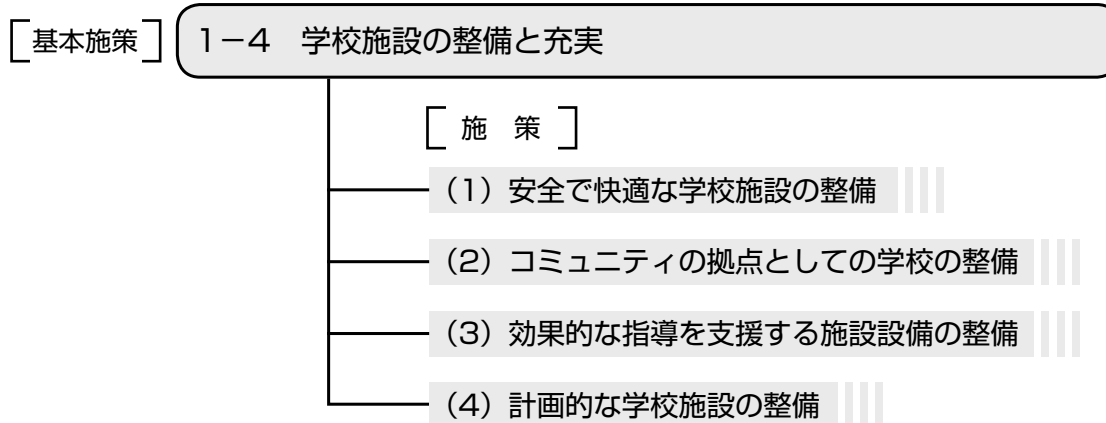 基本施策 1－4 学校施設の整備と充実
施 策
（1）安全で快適な学校施設の整備
（2）コミュニティの拠点としての学校の整備
（3）効果的な指導を支援する施設設備の整備
（4）計画的な学校施設の整備